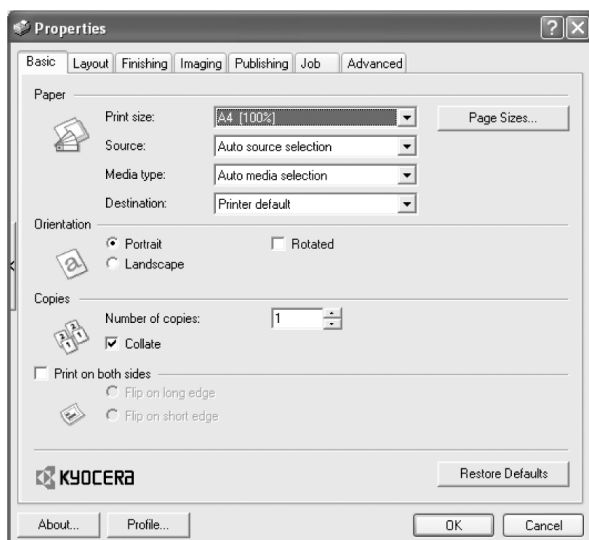 Properties
Basic Layout Finishing Imaging Publishing Job Advanced
Paper
Print size: A4 [100%] Page Sizes...
Source: Auto source selection
Media type: Auto media selection
Destination: Printer default
Orientation
Portrait Rotated
Landscape
Copies
Number of copies: 1
Collate
Print on both sides
Flip on long edge
Flip on short edge
KYOCERA Restore Defaults
About... Profile... OK Cancel